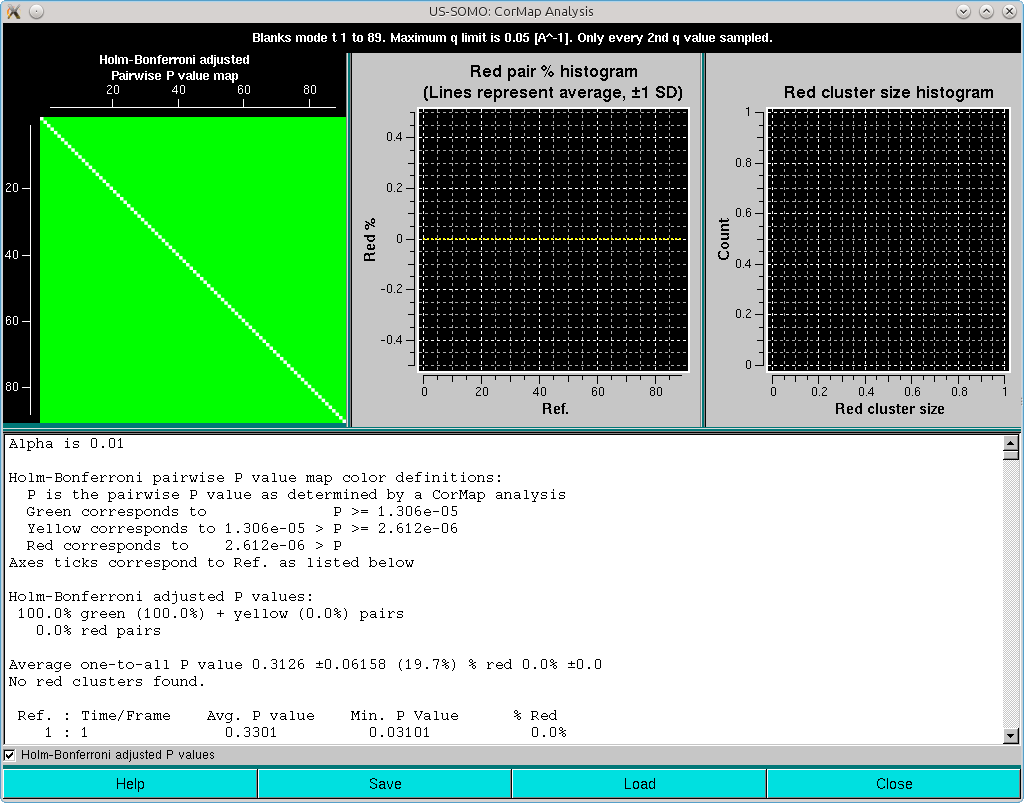 US-SOMO: CorMap Analysis
Blanks mode t 1 to 89. Maximum q limit is 0.05 [A^-1]. Only every 2nd q value sampled.
Holm-Bonferroni adjusted
Pairwise P value map
20 40 60 80
20
40
60
80
Red pair % histogram
(Lines represent average, ±1 SD)
Red %
0.4
0.2
0
-0.2
-0.4
0 20 40 60 80
Ref.
Red cluster size histogram
Count
1
0.8
0.6
0.4
0.2
0
0 0.2 0.4 0.6 0.8 1
Red cluster size
Alpha is 0.01
Holm-Bonferroni pairwise P value map color definitions:
P is the pairwise P value as determined by a CorMap analysis
Green corresponds to P >= 1.306e-05
Yellow corresponds to 1.306e-05 > P >= 2.612e-06
Red corresponds to 2.612e-06 > P
Axes ticks correspond to Ref. as listed below
Holm-Bonferroni adjusted P values:
100.0% green (100.0%) + yellow (0.0%) pairs
0.0% red pairs
Average one-to-all P value 0.3126 ±0.06158 (19.7%) % red 0.0% ±0.0
No red clusters found.
Ref. : Time/Frame Avg. P value Min. P Value % Red
1 : 1 0.3301 0.03101 0.0%
Holm-Bonferroni adjusted P values
Help Save Load Close